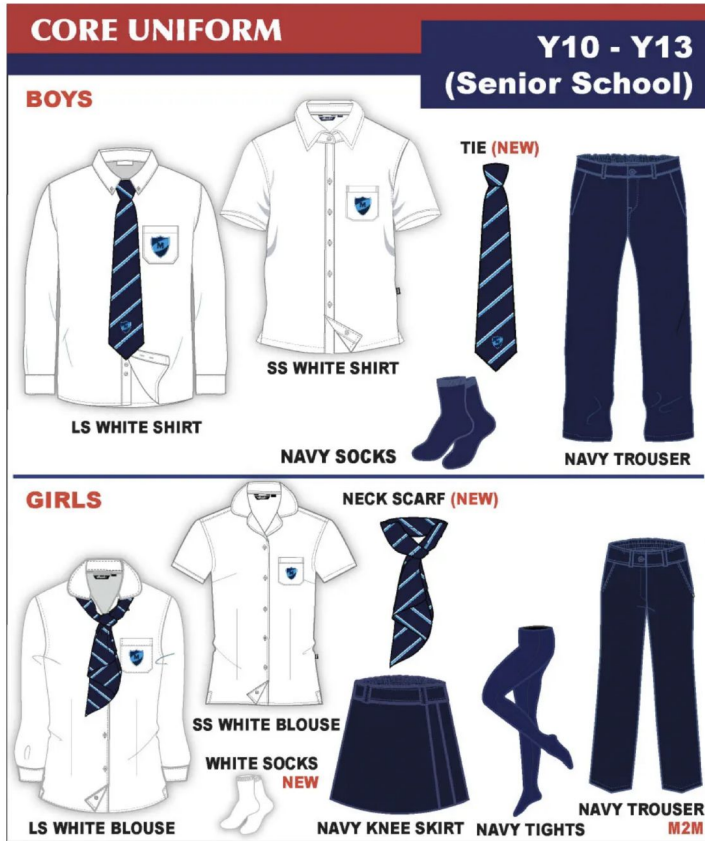 CORE UNIFORM
Y10 - Y13
(Senior School)
BOYS
TIE (NEW)
M
SS WHITE SHIRT
LS WHITE SHIRT
NAVY SOCKS
NAVY TROUSER
GIRLS
NECK SCARF (NEW)
SS WHITE BLOUSE
WHITE SOCKS
NEW
LS WHITE BLOUSE
NAVY KNEE SKIRT
NAVY TIGHTS
NAVY TROUSER
M2M